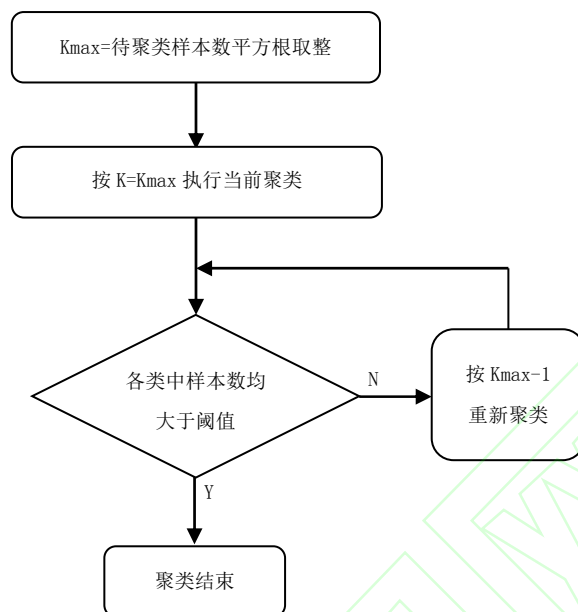 Kmax=待聚类样本数平方根取整
按 K=Kmax 执行当前聚类
各类中样本数均
大于阈值
N
按 Kmax-1
重新聚类
Y
聚类结束